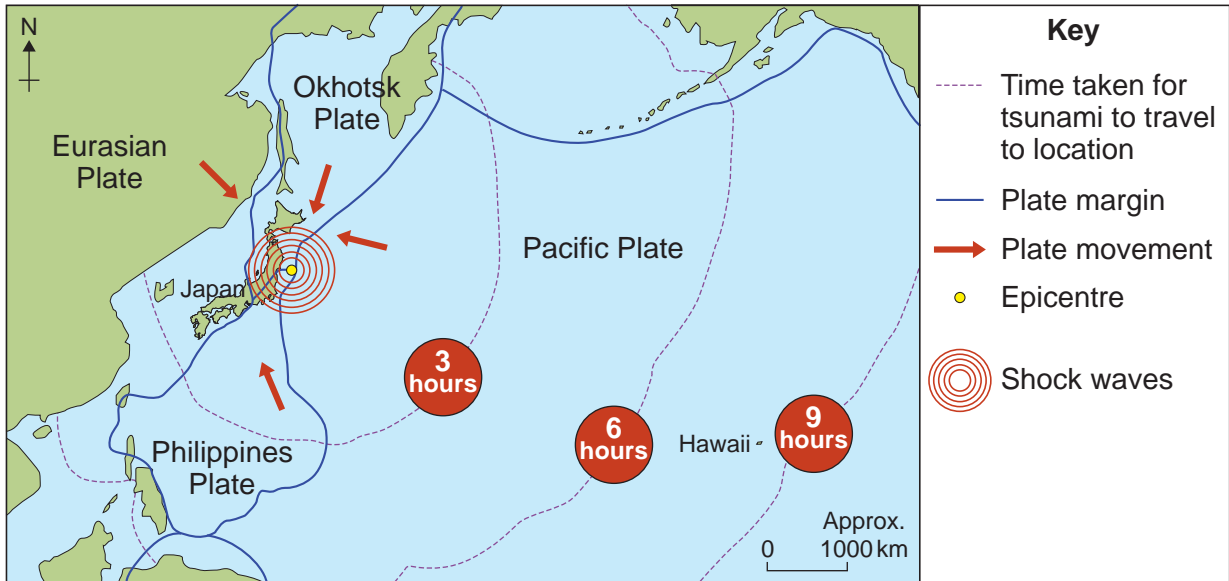 N
Okhotsk
Plate
Eurasian
Plate
Pacific Plate
Japan
3
hours
6
hours
Hawaii
9
hours
Philippines
Plate
Approx.
0 1000 km
Key
Time taken for
tsunami to travel
to location
Plate margin
Plate movement
Epicentre
Shock waves